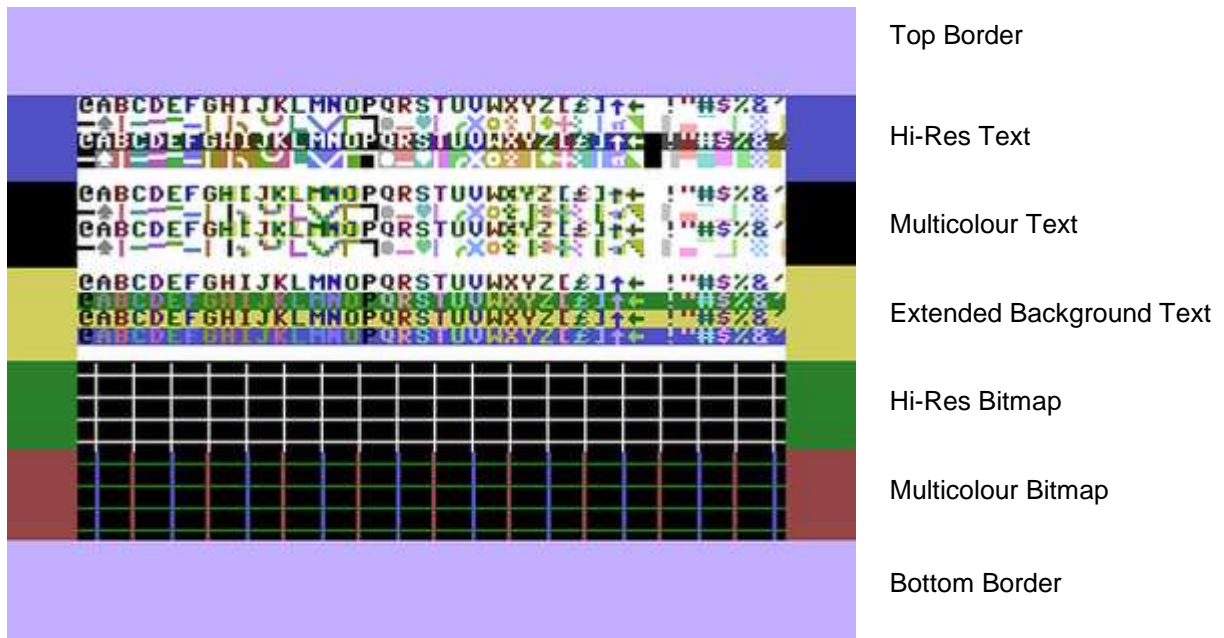 Top Border
@ABCDEFGHIJKLMNOPQRSTUVWXYZ[£]↑← !"#$%&'
Hi-Res Text
@ABCDEFGHIJKLMNOPQRSTUVWXYZ[£]↑← !"#$%&'
@ABCDEFGHIJKLMNOPQRSTUVWXYZ[£]↑← !"#$%&'
Multicolour Text
@ABCDEFGHIJKLMNOPQRSTUVWXYZ[£]↑← !"#$%&'
@ABCDEFGHIJKLMNOPQRSTUVWXYZ[£]↑← !"#$%&'
@ABCDEFGHIJKLMNOPQRSTUVWXYZ[£]↑← !"#$%&'
Extended Background Text
@ABCDEFGHIJKLMNOPQRSTUVWXYZ[£]↑← !"#$%&'
@ABCDEFGHIJKLMNOPQRSTUVWXYZ[£]↑← !"#$%&'
Hi-Res Bitmap
Multicolour Bitmap
Bottom Border